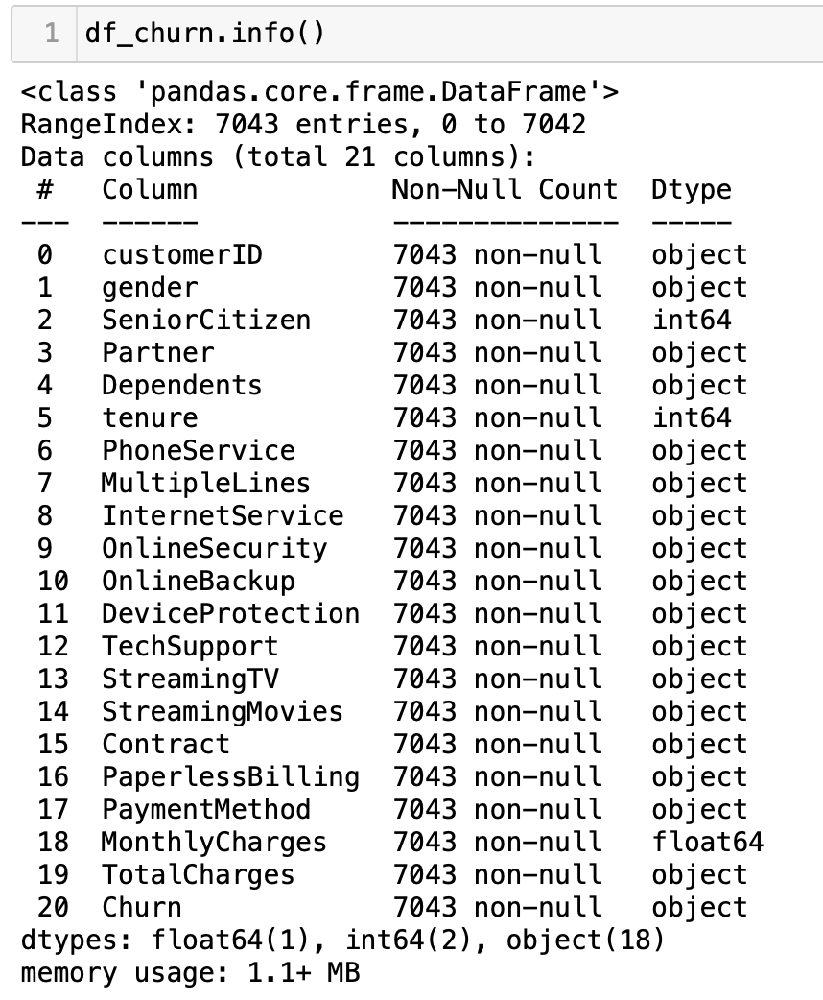 1 df_churn.info()
<class 'pandas.core.frame.DataFrame'>
RangeIndex: 7043 entries, 0 to 7042
Data columns (total 21 columns):
 #   Column            Non-Null Count  Dtype
---  ------            --------------  -----
 0   customerID        7043 non-null   object
 1   gender            7043 non-null   object
 2   SeniorCitizen     7043 non-null   int64
 3   Partner           7043 non-null   object
 4   Dependents        7043 non-null   object
 5   tenure            7043 non-null   int64
 6   PhoneService      7043 non-null   object
 7   MultipleLines     7043 non-null   object
 8   InternetService   7043 non-null   object
 9   OnlineSecurity    7043 non-null   object
 10  OnlineBackup      7043 non-null   object
 11  DeviceProtection  7043 non-null   object
 12  TechSupport       7043 non-null   object
 13  StreamingTV       7043 non-null   object
 14  StreamingMovies   7043 non-null   object
 15  Contract          7043 non-null   object
 16  PaperlessBilling  7043 non-null   object
 17  PaymentMethod     7043 non-null   object
 18  MonthlyCharges    7043 non-null   float64
 19  TotalCharges      7043 non-null   object
 20  Churn             7043 non-null   object
dtypes: float64(1), int64(2), object(18)
memory usage: 1.1+ MB